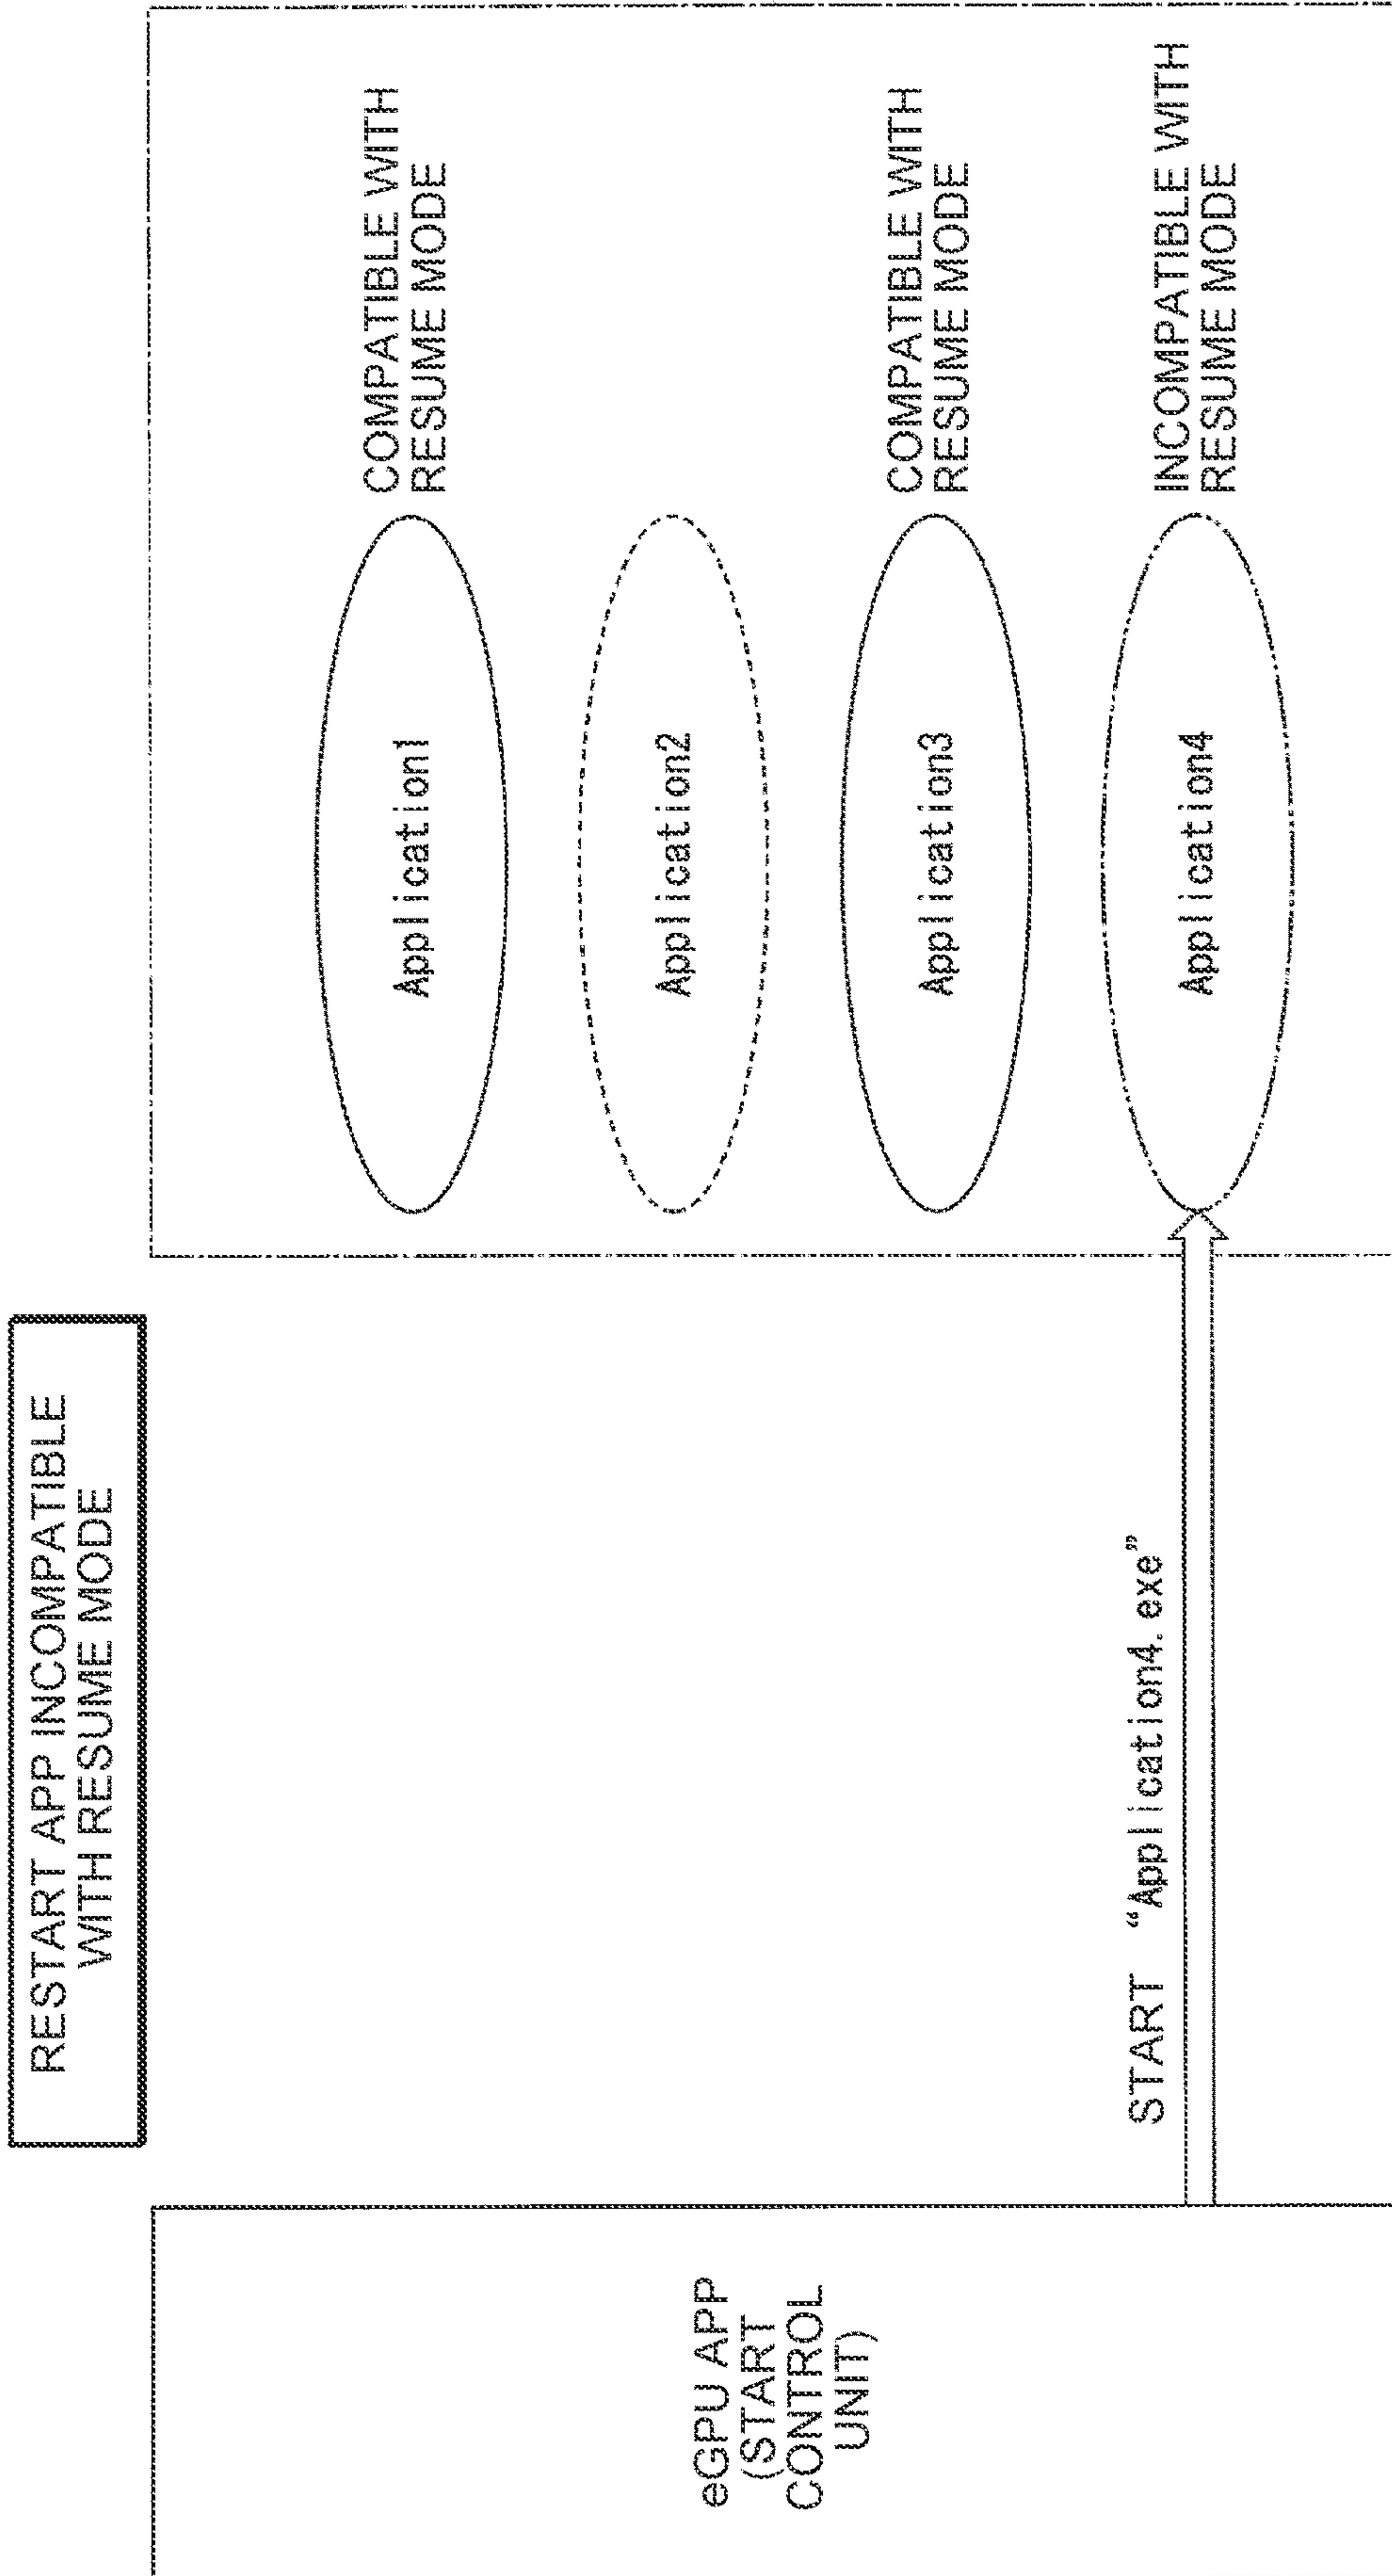 RESTART APP INCOMPATIBLE
WITH RESUME MODE
eGPU APP
(START
CONTROL
UNIT)
START “Application4.exe”
Application1
COMPATIBLE WITH
RESUME MODE
Application2
Application3
COMPATIBLE WITH
RESUME MODE
Application4
INCOMPATIBLE WITH
RESUME MODE